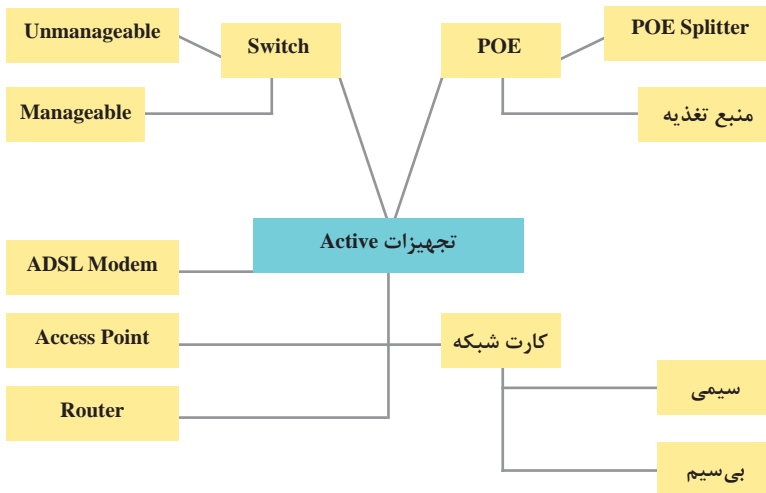 Unmanageable
Switch
POE
POE Splitter
Manageable
منبع تغذیه
تجهیزات Active
ADSL Modem
Access Point
کارت شبکه
Router
سیمی
بی‌سیم